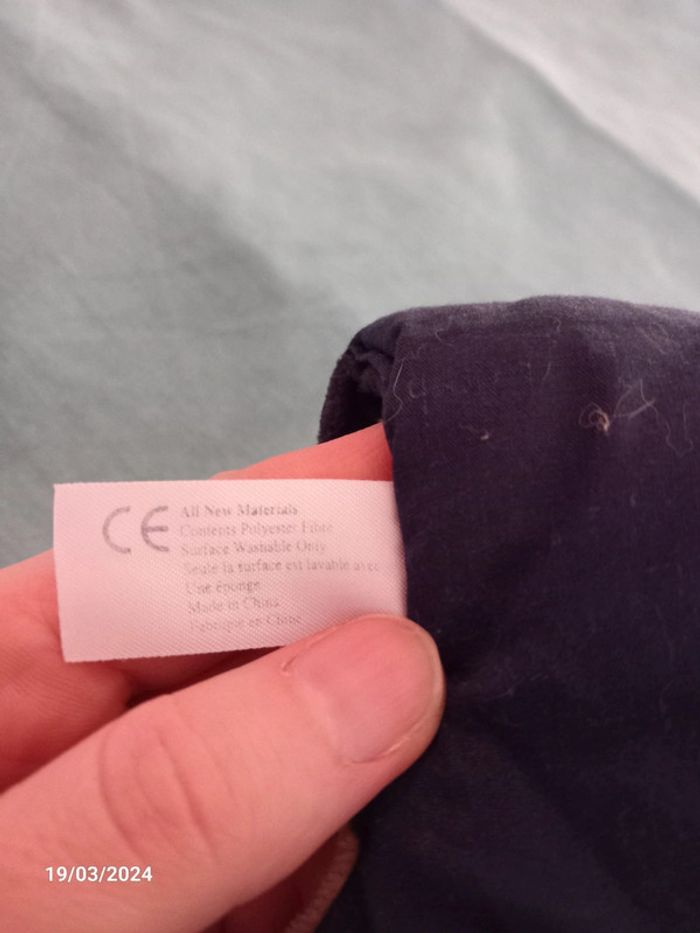 CE
All New Materials
Contents Polyester Fibre
Surface Washable Only
Seule la surface est lavable avec
Une éponge
Made in China
Fabriqué en Chine
19/03/2024